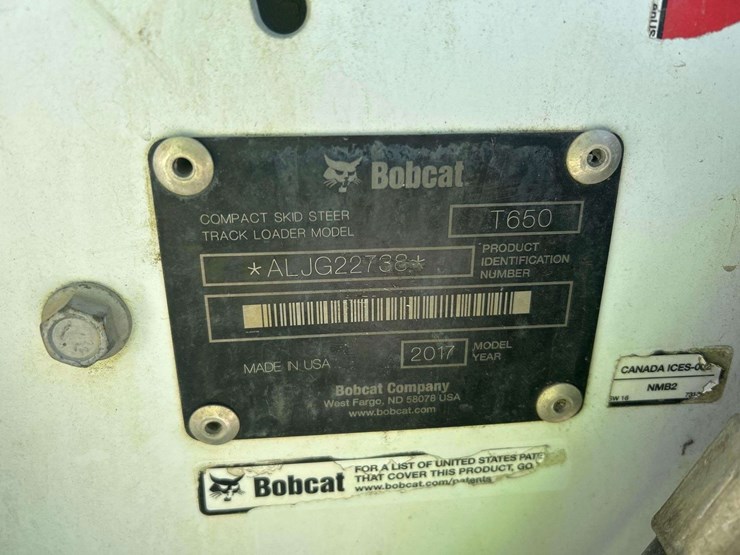 Bobcat
COMPACT SKID STEER
TRACK LOADER MODEL
T650
*ALJG22738*
PRODUCT
IDENTIFICATION
NUMBER
MADE IN USA
2017
MODEL
YEAR
Bobcat Company
West Fargo, ND 58078 USA
www.bobcat.com
CANADA ICES-002
NMB2
Bobcat
FOR A LIST OF UNITED STATES PATE
THAT COVER THIS PRODUCT, GO
www.bobcat.com/patents